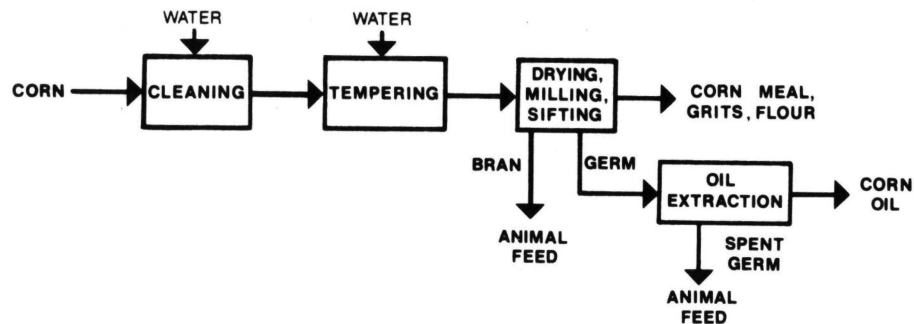 WATER
WATER
CORN
CLEANING
TEMPERING
DRYING,
MILLING,
SIFTING
CORN MEAL,
GRITS, FLOUR
BRAN
GERM
OIL
EXTRACTION
CORN
OIL
ANIMAL
FEED
SPENT
GERM
ANIMAL
FEED